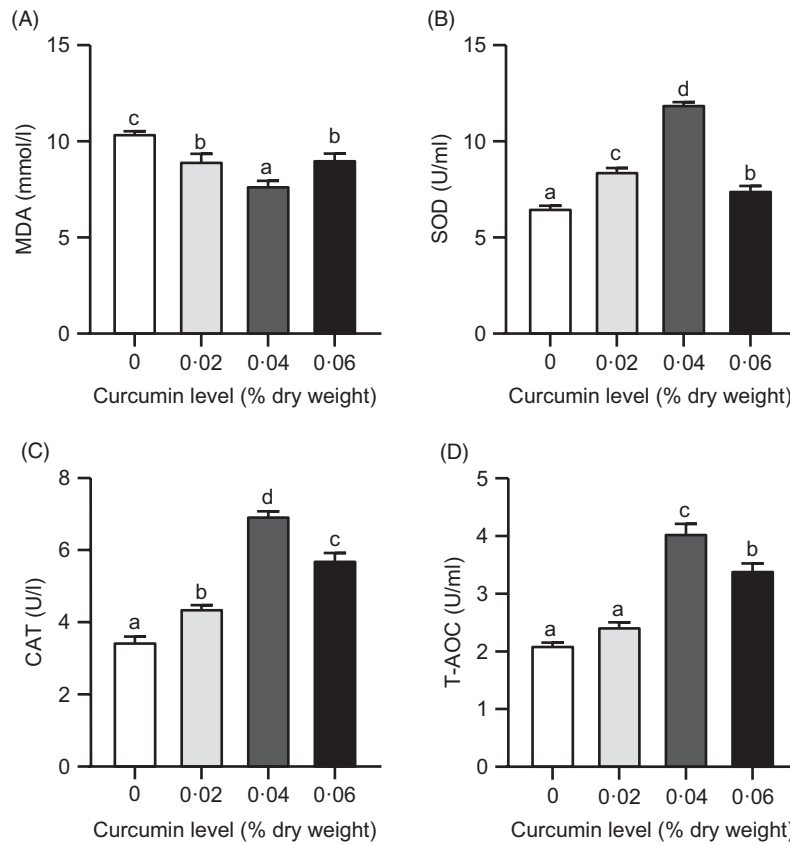 (A)
15
10
5
0
MDA (mmol/l)
c
b
a
b
0 0·02 0·04 0·06
Curcumin level (% dry weight)
(B)
15
10
5
0
SOD (U/ml)
a
c
d
b
0 0·02 0·04 0·06
Curcumin level (% dry weight)
(C)
8
6
4
2
0
CAT (U/l)
a
b
d
c
0 0·02 0·04 0·06
Curcumin level (% dry weight)
(D)
5
4
3
2
1
0
T-AOC (U/ml)
a
a
c
b
0 0·02 0·04 0·06
Curcumin level (% dry weight)